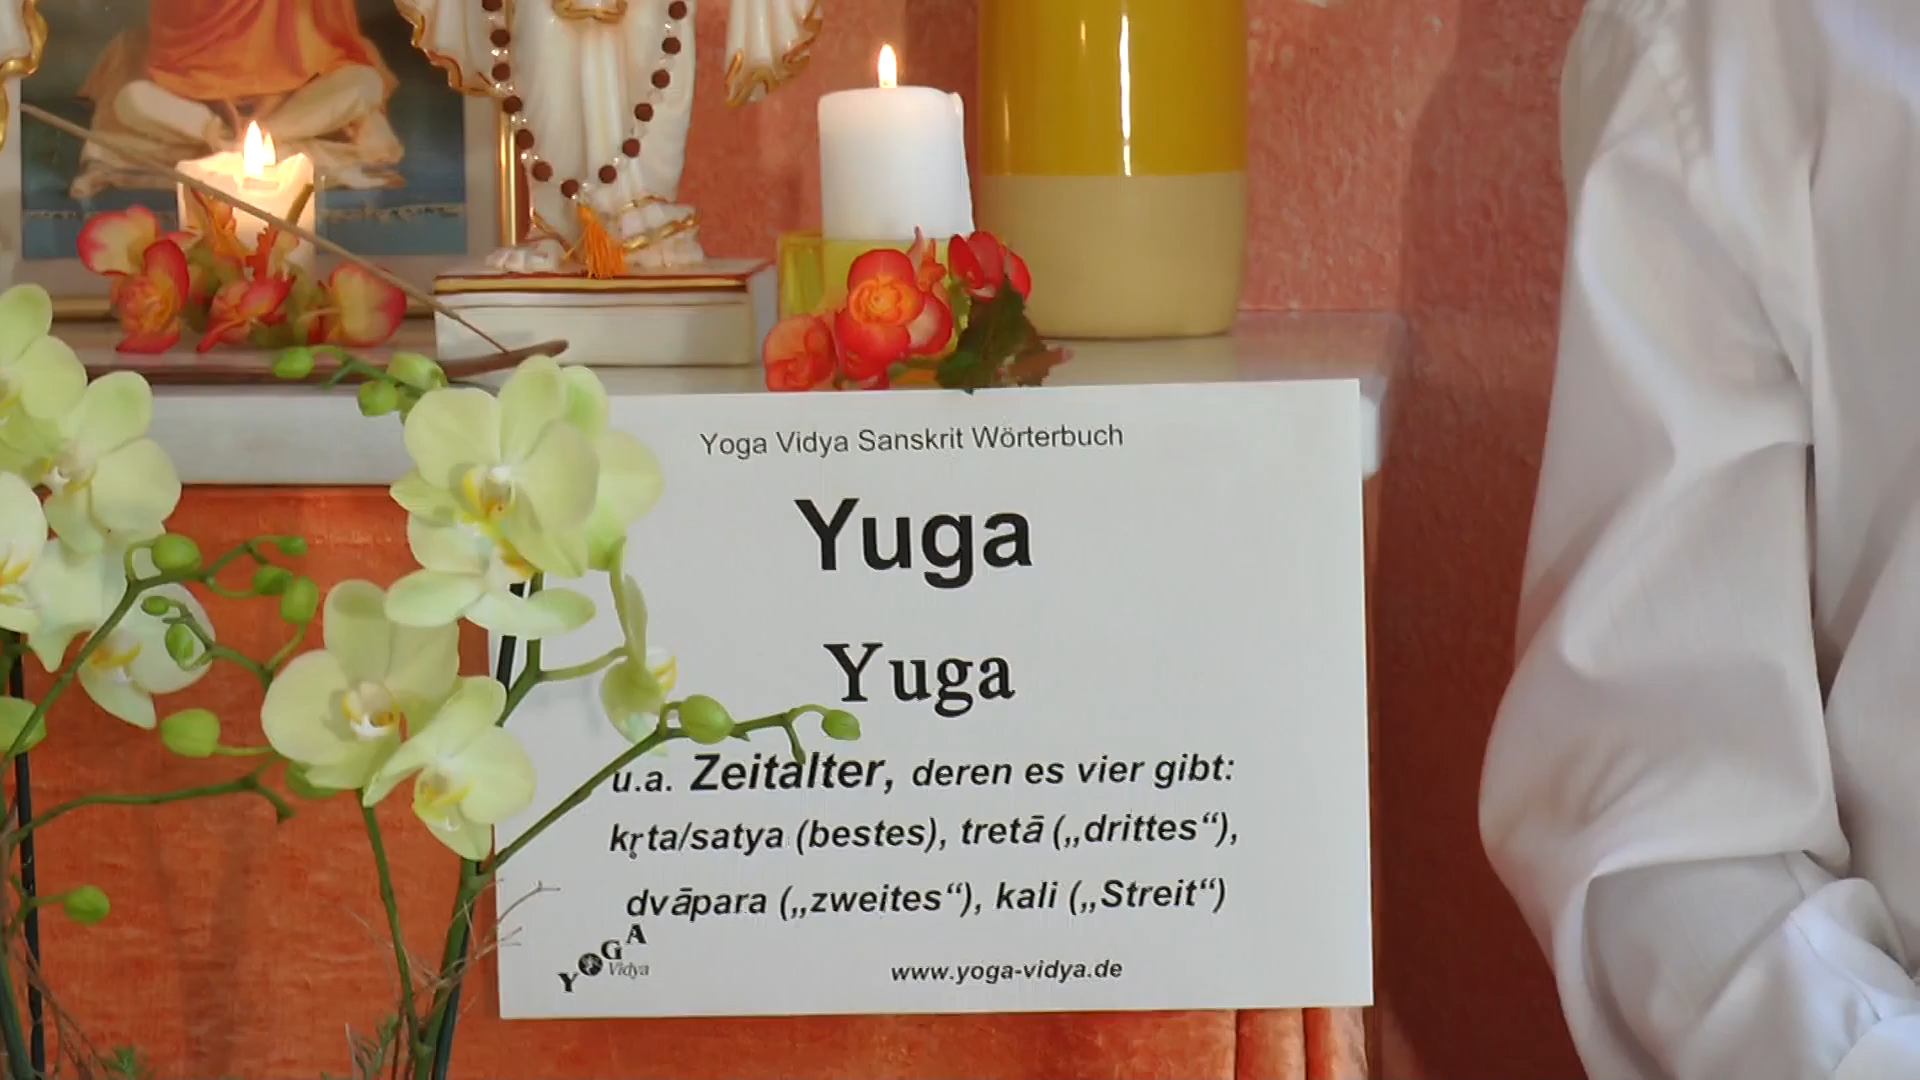 Yoga Vidya Sanskrit Wörterbuch
Yuga
Yuga
u.a. Zeitalter, deren es vier gibt:
kṛta/satya (bestes), tretā („drittes“),
dvāpara („zweites“), kali („Streit“)
YOGA
Vidya
www.yoga-vidya.de